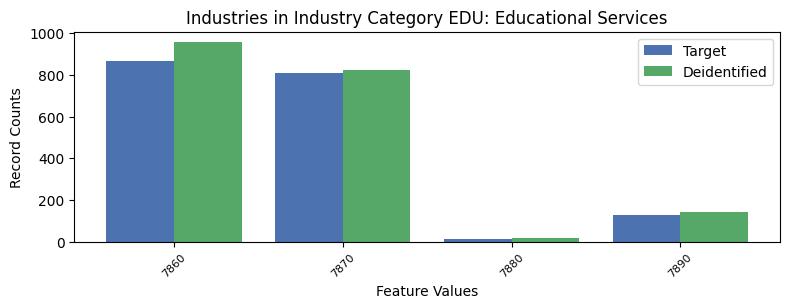 Industries in Industry Category EDU: Educational Services
1000
800
600
400
200
0
Record Counts
Target
Deidentified
7860
7870
7880
7890
Feature Values